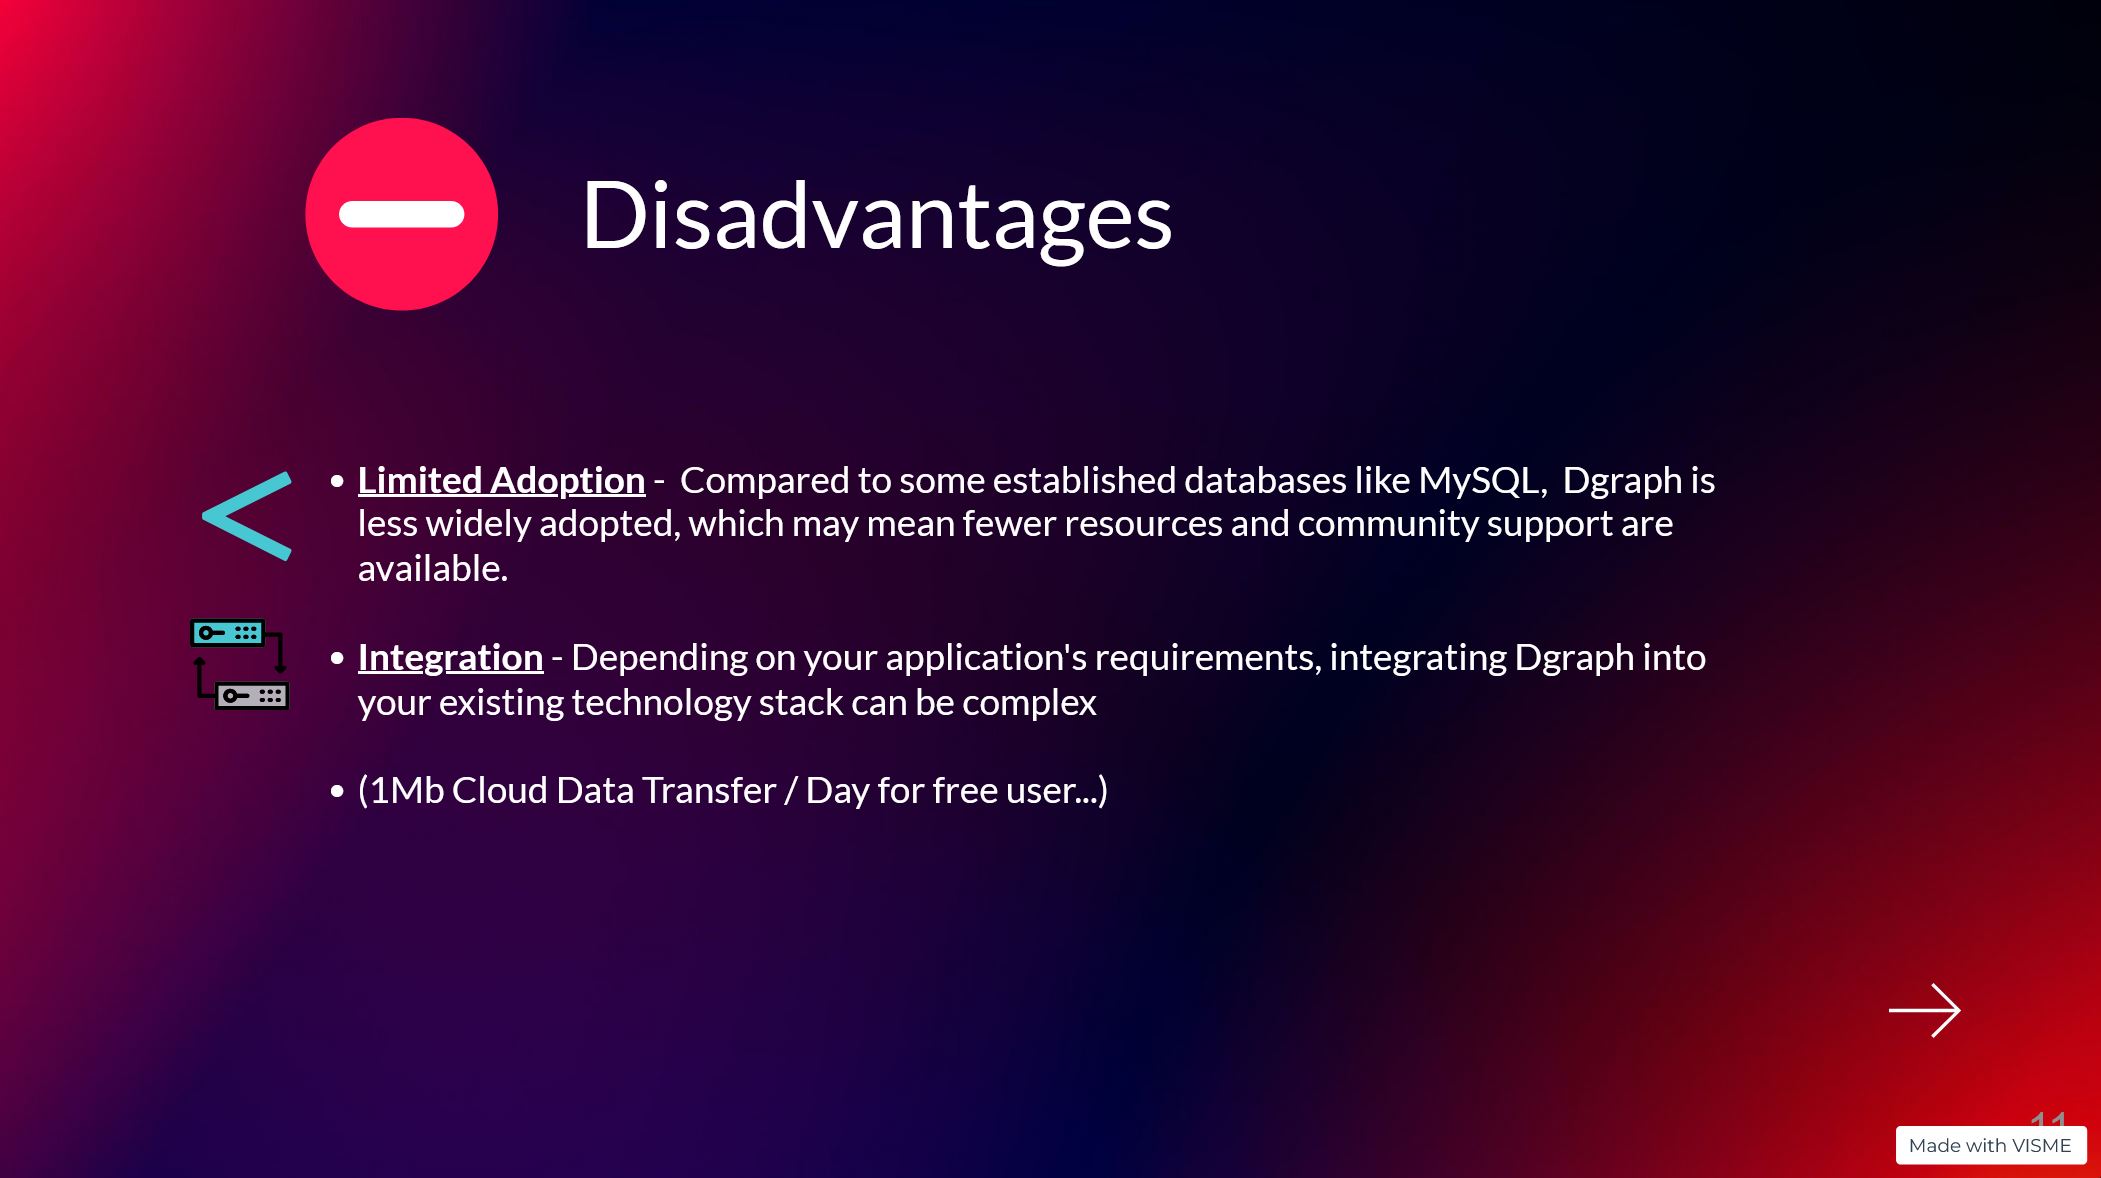 Disadvantages
• Limited Adoption -  Compared to some established databases like MySQL,  Dgraph is
less widely adopted, which may mean fewer resources and community support are
available.
• Integration - Depending on your application's requirements, integrating Dgraph into
your existing technology stack can be complex
• (1Mb Cloud Data Transfer / Day for free user...)
11
Made with VISME